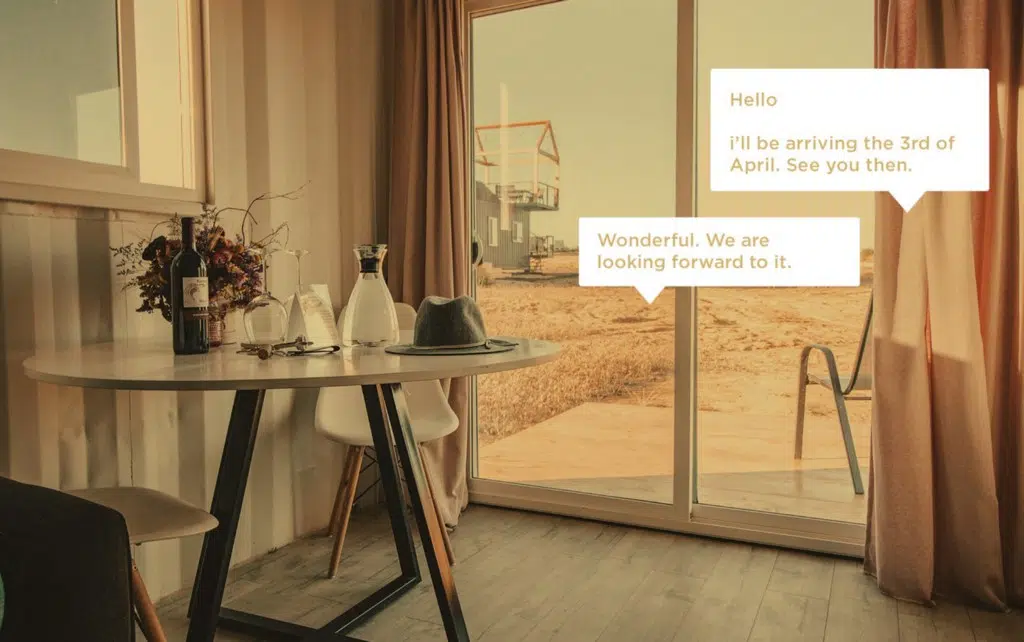 Hello
i'll be arriving the 3rd of
April. See you then.
Wonderful. We are
looking forward to it.